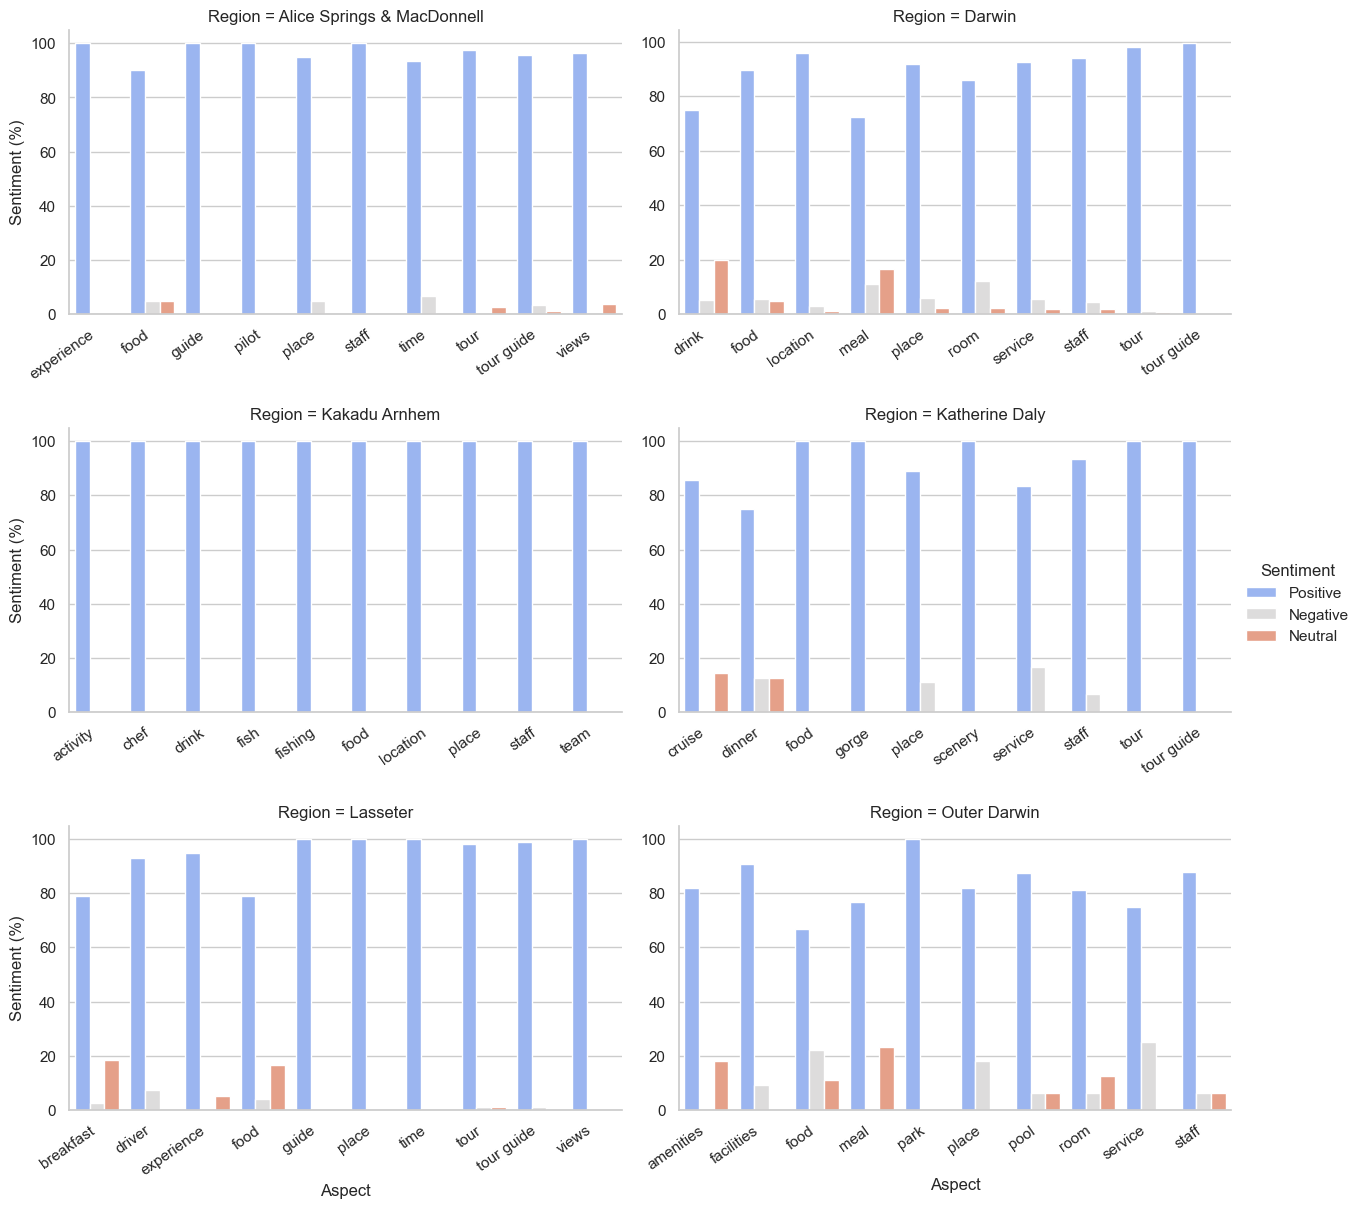 Region = Alice Springs & MacDonnell
Sentiment (%)
100
80
60
40
20
0
experience food guide pilot place staff time tour tour guide views
Region = Darwin
100
80
60
40
20
0
drink food location meal place room service staff tour tour guide
Region = Kakadu Arnhem
Sentiment (%)
100
80
60
40
20
0
activity chef drink fish fishing food location place staff team
Region = Katherine Daly
100
80
60
40
20
0
cruise dinner food gorge place scenery service staff tour tour guide
Sentiment
Positive
Negative
Neutral
Region = Lasseter
Sentiment (%)
100
80
60
40
20
0
breakfast driver experience food guide place time tour tour guide views
Aspect
Region = Outer Darwin
100
80
60
40
20
0
amenities facilities food meal park place pool room service staff
Aspect